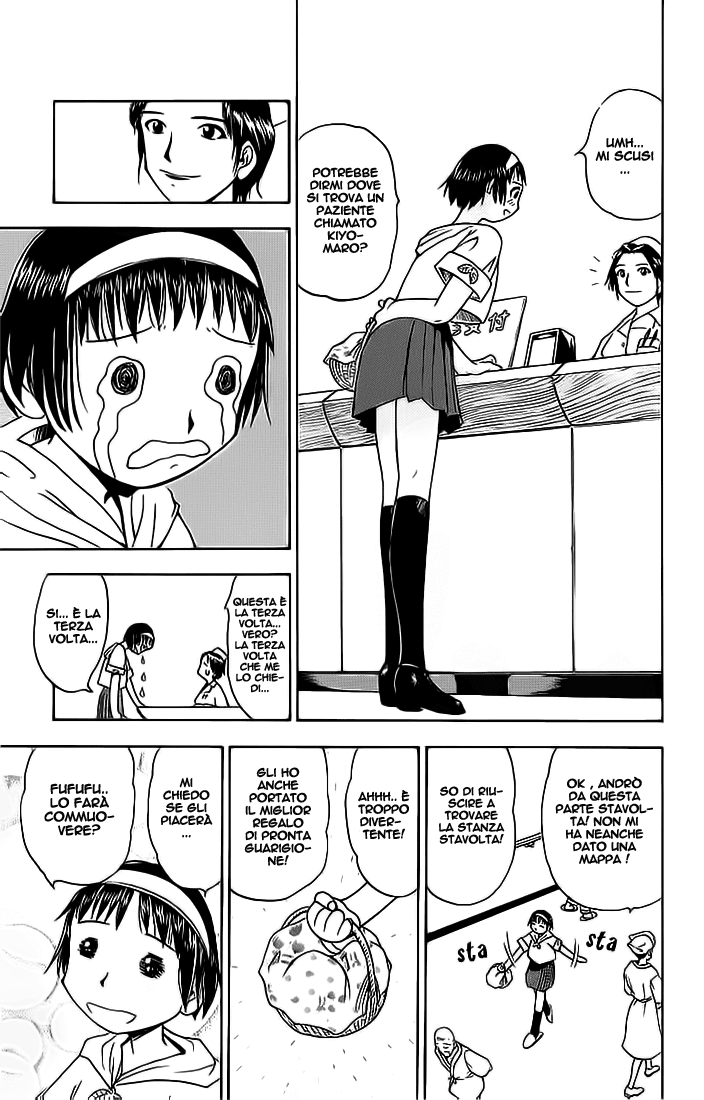 UMH...
MI SCUSI
...
POTREBBE
DIRMI DOVE
SI TROVA UN
PAZIENTE
CHIAMATO
KIYO-
MARO?
付
QUESTA È
LA TERZA
VOLTA...
VERO?
LA TERZA
VOLTA
CHE ME
LO CHIE-
DI...
SI... È LA
TERZA
VOLTA...
OK , ANDRÒ
DA QUESTA
PARTE STAVOL-
TA! NON MI
HA NEANCHE
DATO UNA
MAPPA !
SO DI RIU-
SCIRE A
TROVARE
LA STANZA
STAVOLTA!
sta
sta
AHHH.. È
TROPPO
DIVER-
TENTE!
GLI HO
ANCHE
PORTATO
IL MIGLIOR
REGALO
DI PRONTA
GUARIGIO-
NE!
MI
CHIEDO
SE GLI
PIACERÀ
...
FUFUFU..
LO FARÀ
COMMUO-
VERE?